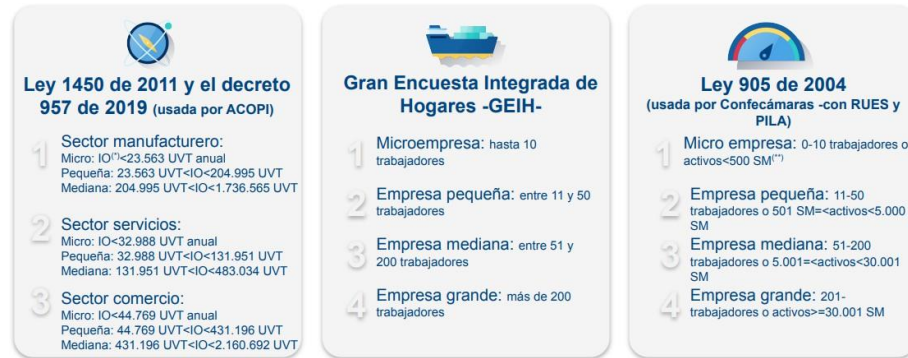 Ley 1450 de 2011 y el decreto
957 de 2019 (usada por ACOPI)
1 Sector manufacturero:
Micro: IO(*)<23.563 UVT anual
Pequeña: 23.563 UVT<IO<204.995 UVT
Mediana: 204.995 UVT<IO<1.736.565 UVT
2 Sector servicios:
Micro: IO<32.988 UVT anual
Pequeña: 32.988 UVT<IO<131.951 UVT
Mediana: 131.951 UVT<IO<483.034 UVT
3 Sector comercio:
Micro: IO<44.769 UVT anual
Pequeña: 44.769 UVT<IO<431.196 UVT
Mediana: 431.196 UVT<IO<2.160.692 UVT
Gran Encuesta Integrada de
Hogares -GEIH-
1 Microempresa: hasta 10
trabajadores
2 Empresa pequeña: entre 11 y 50
trabajadores
3 Empresa mediana: entre 51 y
200 trabajadores
4 Empresa grande: más de 200
trabajadores
Ley 905 de 2004
(usada por Confecámaras -con RUES y
PILA)
1 Micro empresa: 0-10 trabajadores o
activos<500 SM(**)
2 Empresa pequeña: 11-50
trabajadores o 501 SM=<activos<5.000
SM
3 Empresa mediana: 51-200
trabajadores o 5.001=<activos<30.001
SM
4 Empresa grande: 201-
trabajadores o activos>=30.001 SM